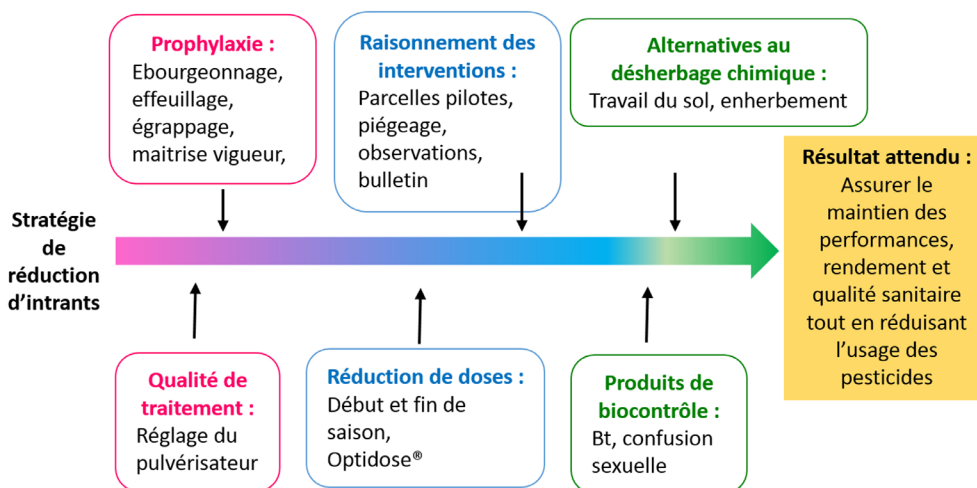 Prophylaxie :
Ebourgeonnage,
effeuillage,
égrappage,
maitrise vigueur,
Raisonnement des
interventions :
Parcelles pilotes,
piégeage,
observations,
bulletin
Alternatives au
désherbage chimique :
Travail du sol, enherbement
Stratégie
de
réduction
d'intrants
Résultat attendu :
Assurer le
maintien des
performances,
rendement et
qualité sanitaire
tout en réduisant
l'usage des
pesticides
Qualité de
traitement :
Réglage du
pulvérisateur
Réduction de doses :
Début et fin de
saison,
Optidose®
Produits de
biocontrôle :
Bt, confusion
sexuelle